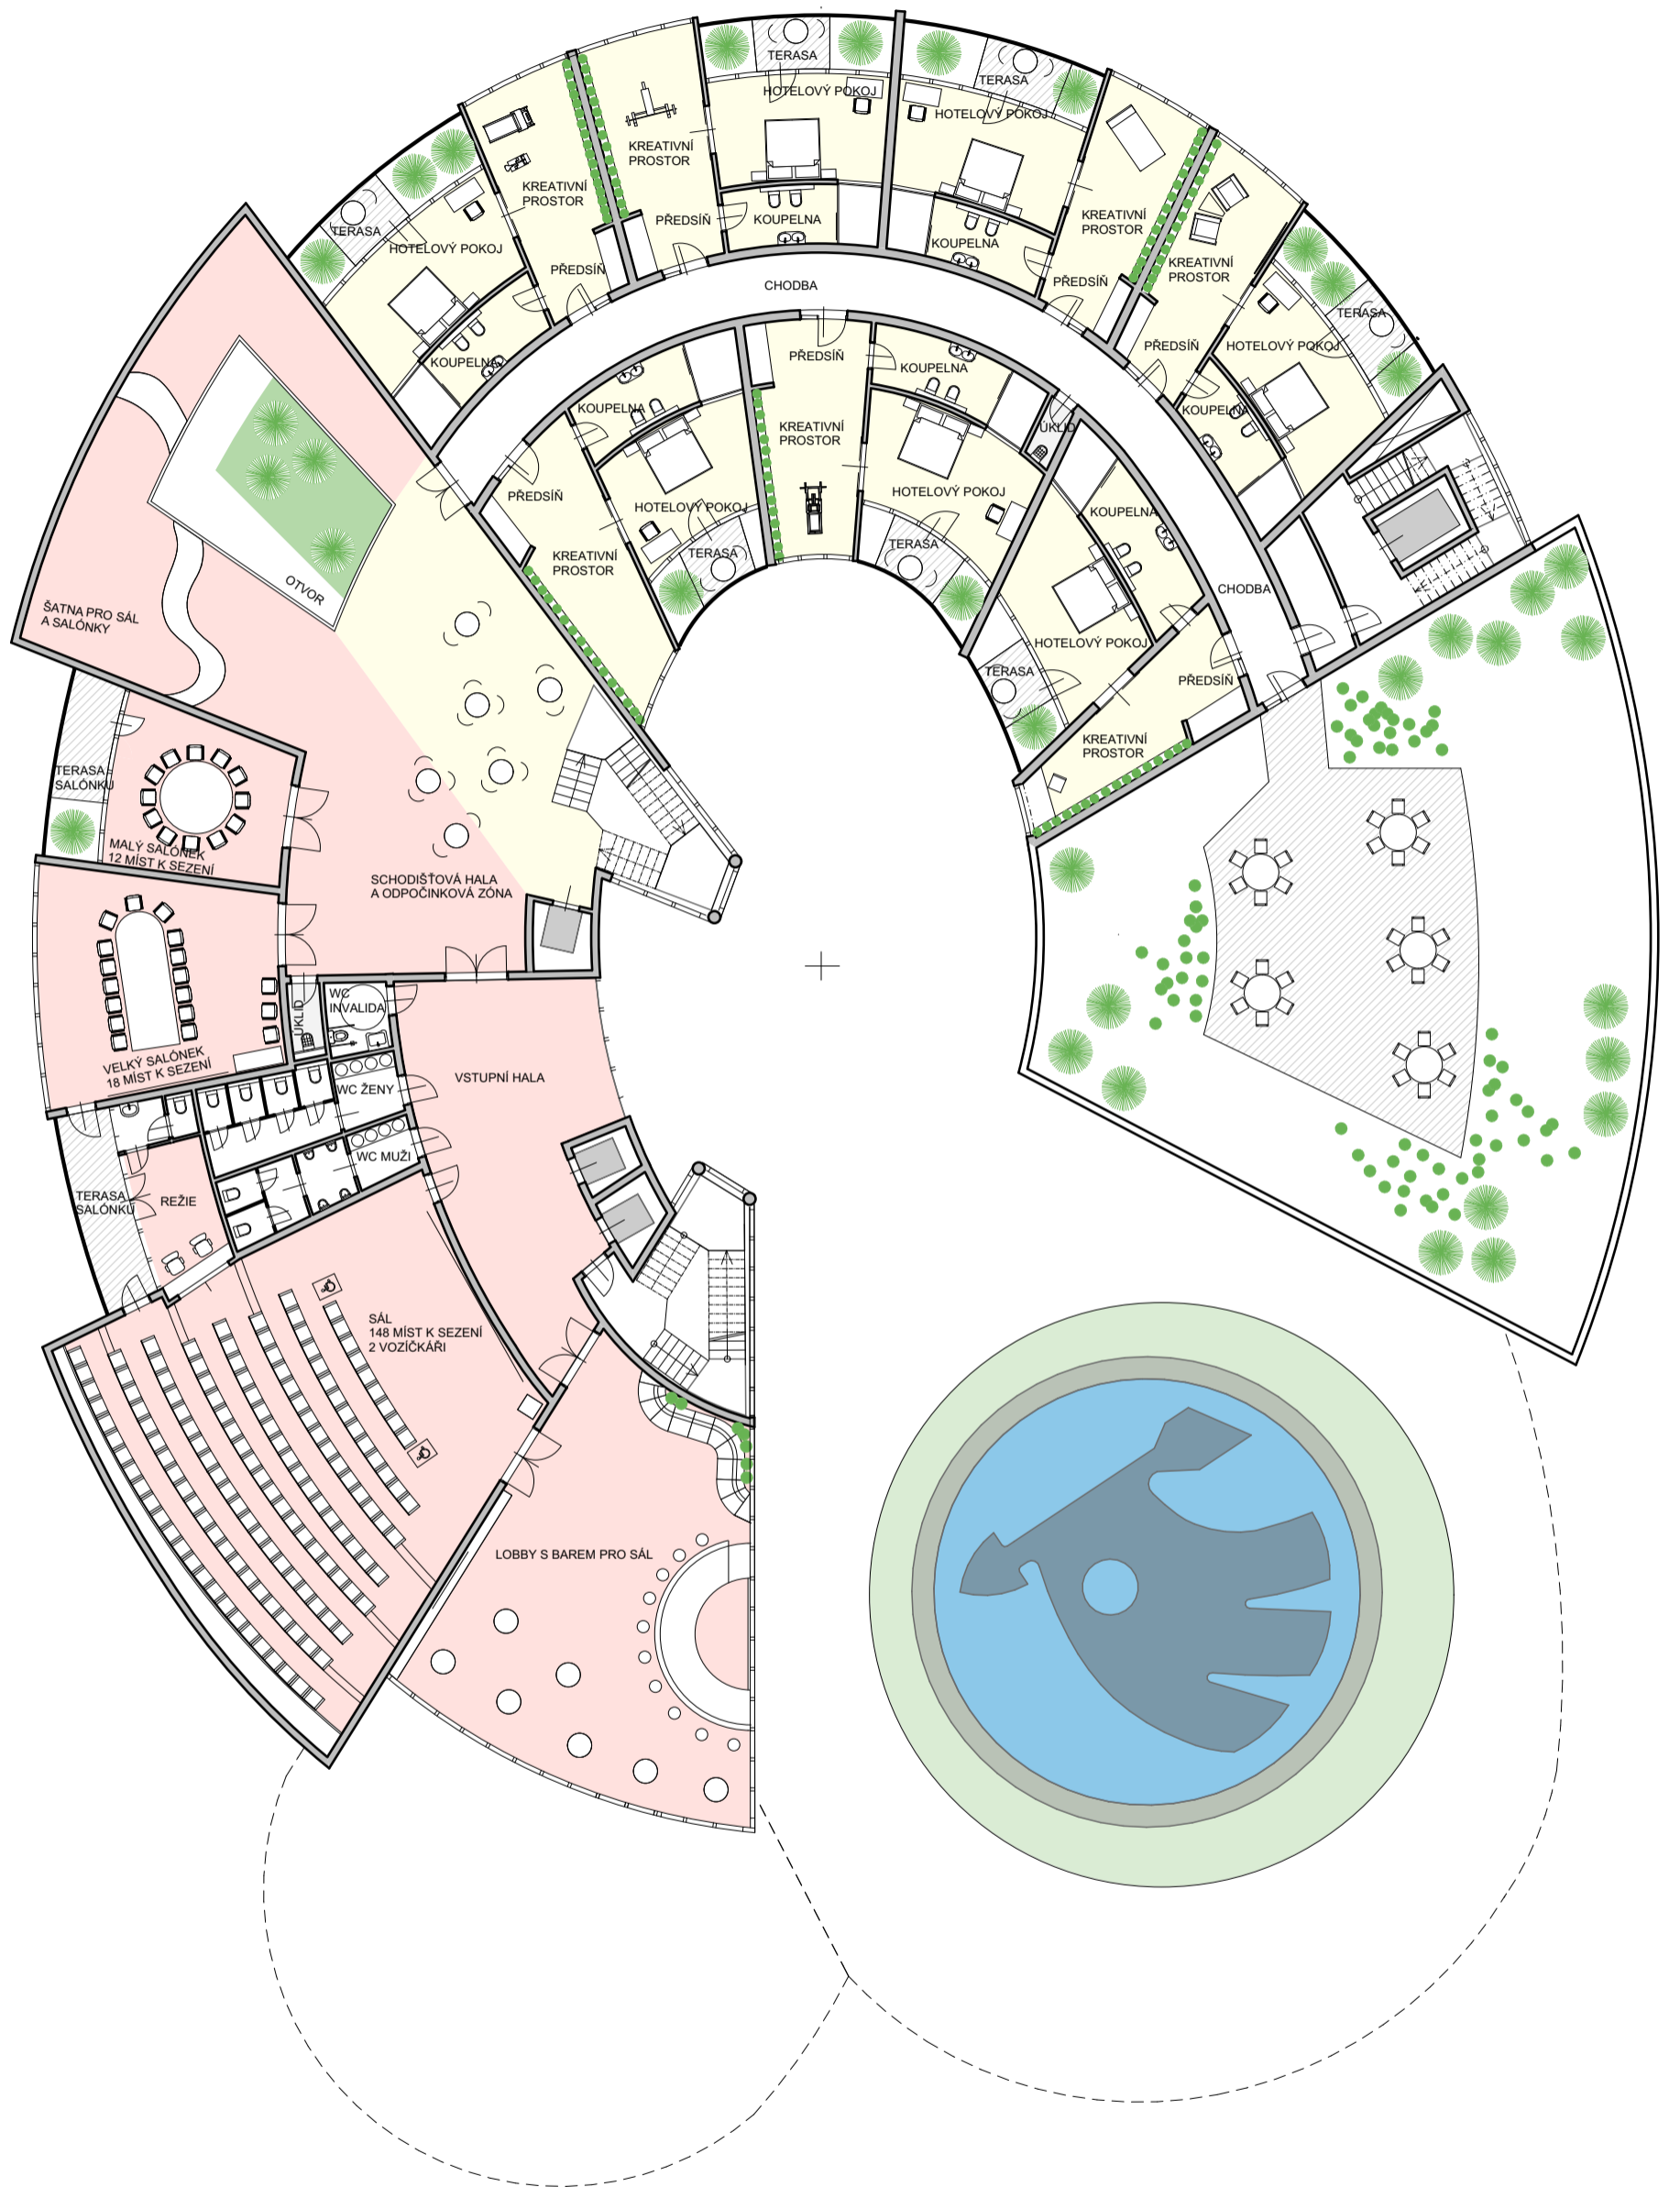 TERASA
HOTELOVÝ POKOJ
KOUPELNA
KREATIVNÍ
PROSTOR
PŘEDSÍŇ
KREATIVNÍ
PROSTOR
PŘEDSÍŇ
TERASA
HOTELOVÝ POKOJ
KOUPELNA
TERASA
HOTELOVÝ POKOJ
KOUPELNA
KREATIVNÍ
PROSTOR
PŘEDSÍŇ
KREATIVNÍ
PROSTOR
PŘEDSÍŇ
TERASA
HOTELOVÝ POKOJ
KOUPELNA
CHODBA
PŘEDSÍŇ
KREATIVNÍ
PROSTOR
KOUPELNA
HOTELOVÝ POKOJ
TERASA
PŘEDSÍŇ
KREATIVNÍ
PROSTOR
KOUPELNA
HOTELOVÝ POKOJ
TERASA
ÚKLID
KOUPELNA
HOTELOVÝ POKOJ
TERASA
PŘEDSÍŇ
KREATIVNÍ
PROSTOR
CHODBA
OTVOR
ŠATNA PRO SÁL
A SALÓNKY
TERASA
SALÓNKU
MALÝ SALÓNEK
12 MÍST K SEZENÍ
SCHODIŠŤOVÁ HALA
A ODPOČINKOVÁ ZÓNA
VELKÝ SALÓNEK
18 MÍST K SEZENÍ
ÚKLID
WC
INVALIDA
WC ŽENY
WC MUŽI
VSTUPNÍ HALA
TERASA
SALÓNKU
REŽIE
SÁL
148 MÍST K SEZENÍ
2 VOZÍČKÁŘI
LOBBY S BAREM PRO SÁL